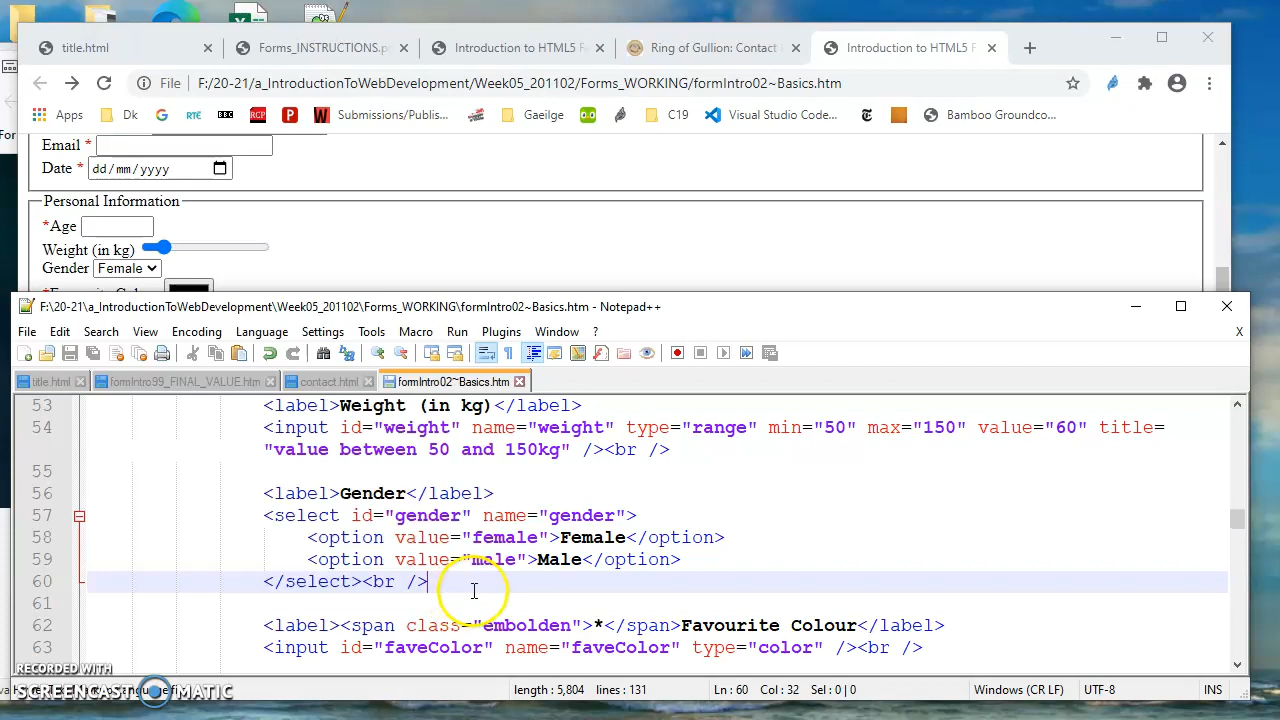 title.html
Forms_INSTRUCTIONS.p
Introduction to HTML5 F
Ring of Gullion: Contact
Introduction to HTML5 F
File
F:/20-21/a_IntroductionToWebDevelopment/Week05_201102/Forms_WORKING/formIntro02~Basics.htm
Apps
Dk
RTÉ
BBC
RCP
Submissions/Publis...
Gaeilge
C19
Visual Studio Code...
Bamboo Groundco...
Email *
Date * dd/mm/yyyy
Personal Information
*Age
Weight (in kg)
Gender Female
F:\20-21\a_IntroductionToWebDevelopment\Week05_201102\Forms_WORKING\formIntro02~Basics.htm - Notepad++
File Edit Search View Encoding Language Settings Tools Macro Run Plugins Window ? X
title.html
formIntro99_FINAL_VALUE.htm
contact.html
formIntro02~Basics.htm
53 <label>Weight (in kg)</label>
54 <input id="weight" name="weight" type="range" min="50" max="150" value="60" title=
"value between 50 and 150kg" /><br />
55
56 <label>Gender</label>
57 <select id="gender" name="gender">
58 <option value="female">Female</option>
59 <option value="male">Male</option>
60 </select><br />
61
62 <label><span class="embolden">*</span>Favourite Colour</label>
63 <input id="faveColor" name="faveColor" type="color" /><br />
RECORDED WITH
SCREENCAST-O-MATIC
length : 5,804 lines : 131
Ln : 60 Col : 32 Sel : 0 | 0
Windows (CR LF)
UTF-8
INS